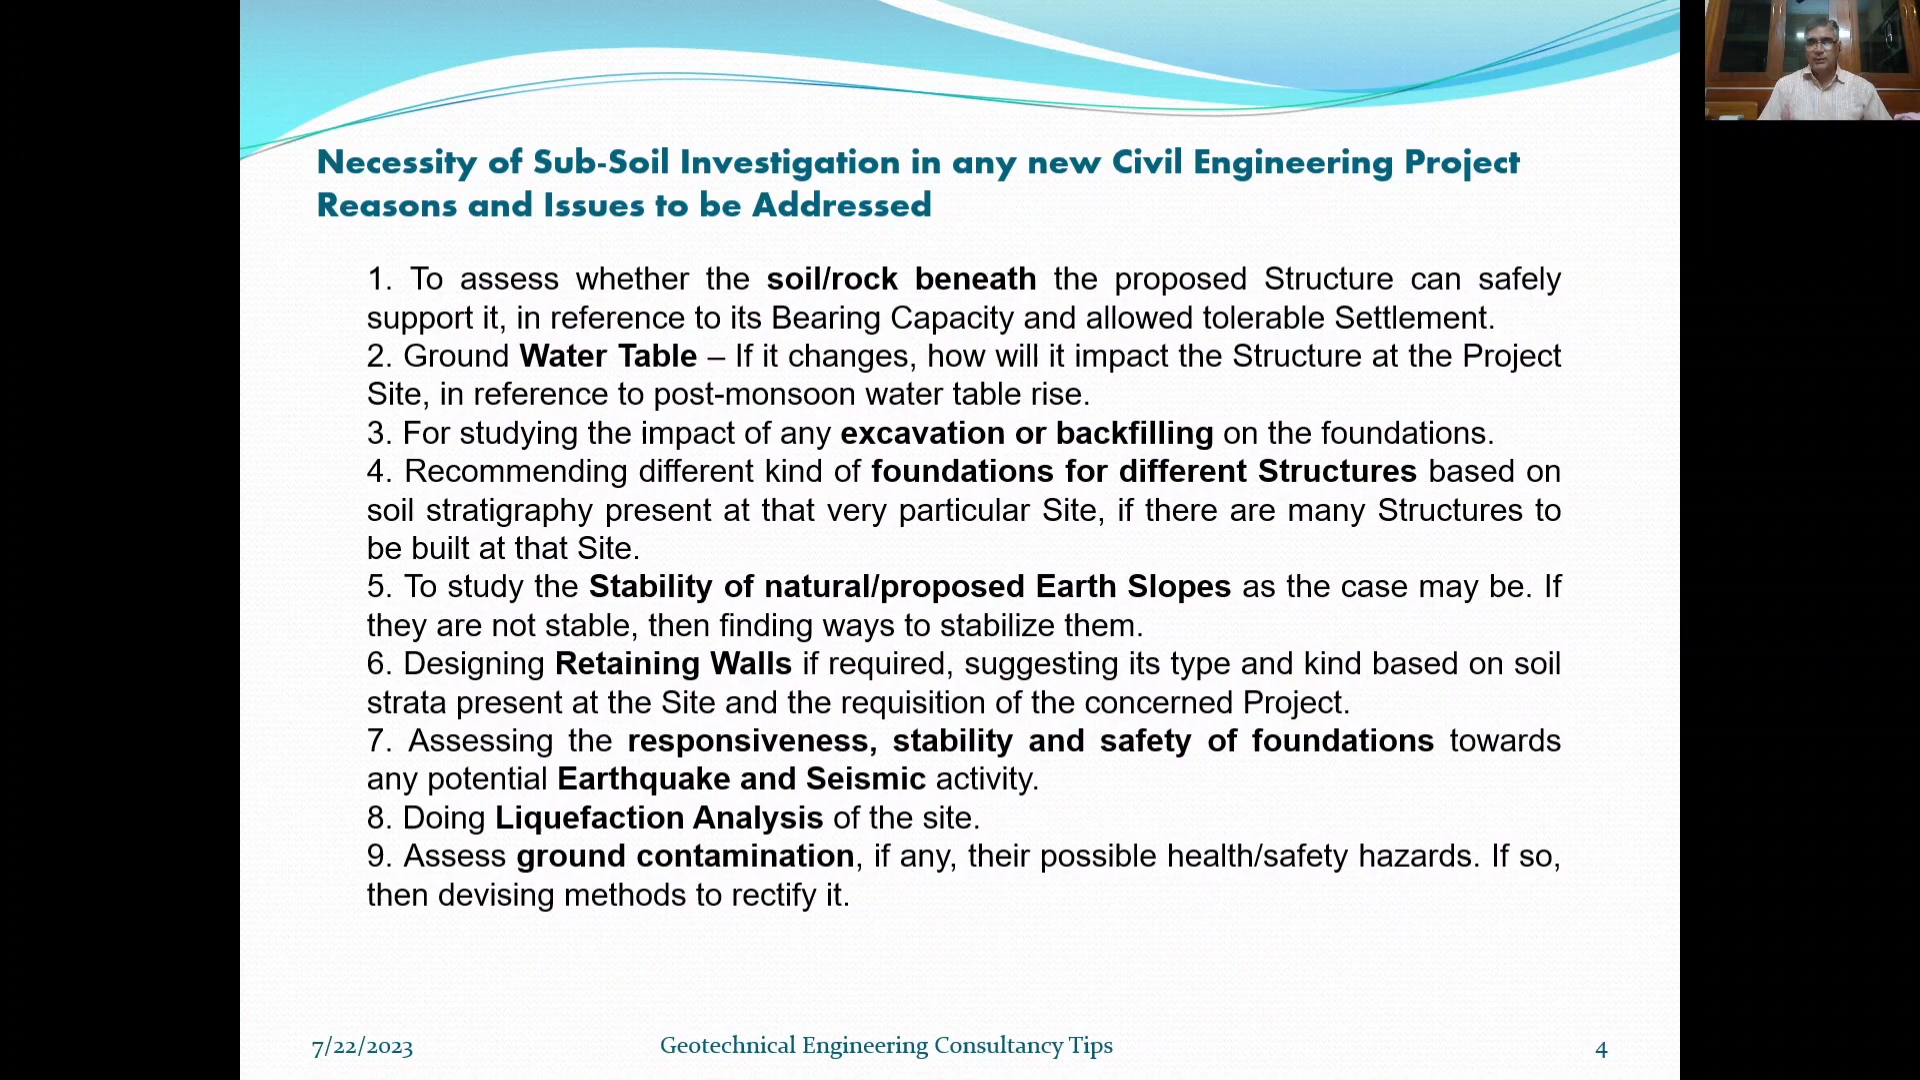 Necessity of Sub-Soil Investigation in any new Civil Engineering Project
Reasons and Issues to be Addressed
1. To assess whether the soil/rock beneath the proposed Structure can safely
support it, in reference to its Bearing Capacity and allowed tolerable Settlement.
2. Ground Water Table – If it changes, how will it impact the Structure at the Project
Site, in reference to post-monsoon water table rise.
3. For studying the impact of any excavation or backfilling on the foundations.
4. Recommending different kind of foundations for different Structures based on
soil stratigraphy present at that very particular Site, if there are many Structures to
be built at that Site.
5. To study the Stability of natural/proposed Earth Slopes as the case may be. If
they are not stable, then finding ways to stabilize them.
6. Designing Retaining Walls if required, suggesting its type and kind based on soil
strata present at the Site and the requisition of the concerned Project.
7. Assessing the responsiveness, stability and safety of foundations towards
any potential Earthquake and Seismic activity.
8. Doing Liquefaction Analysis of the site.
9. Assess ground contamination, if any, their possible health/safety hazards. If so,
then devising methods to rectify it.
7/22/2023 Geotechnical Engineering Consultancy Tips 4